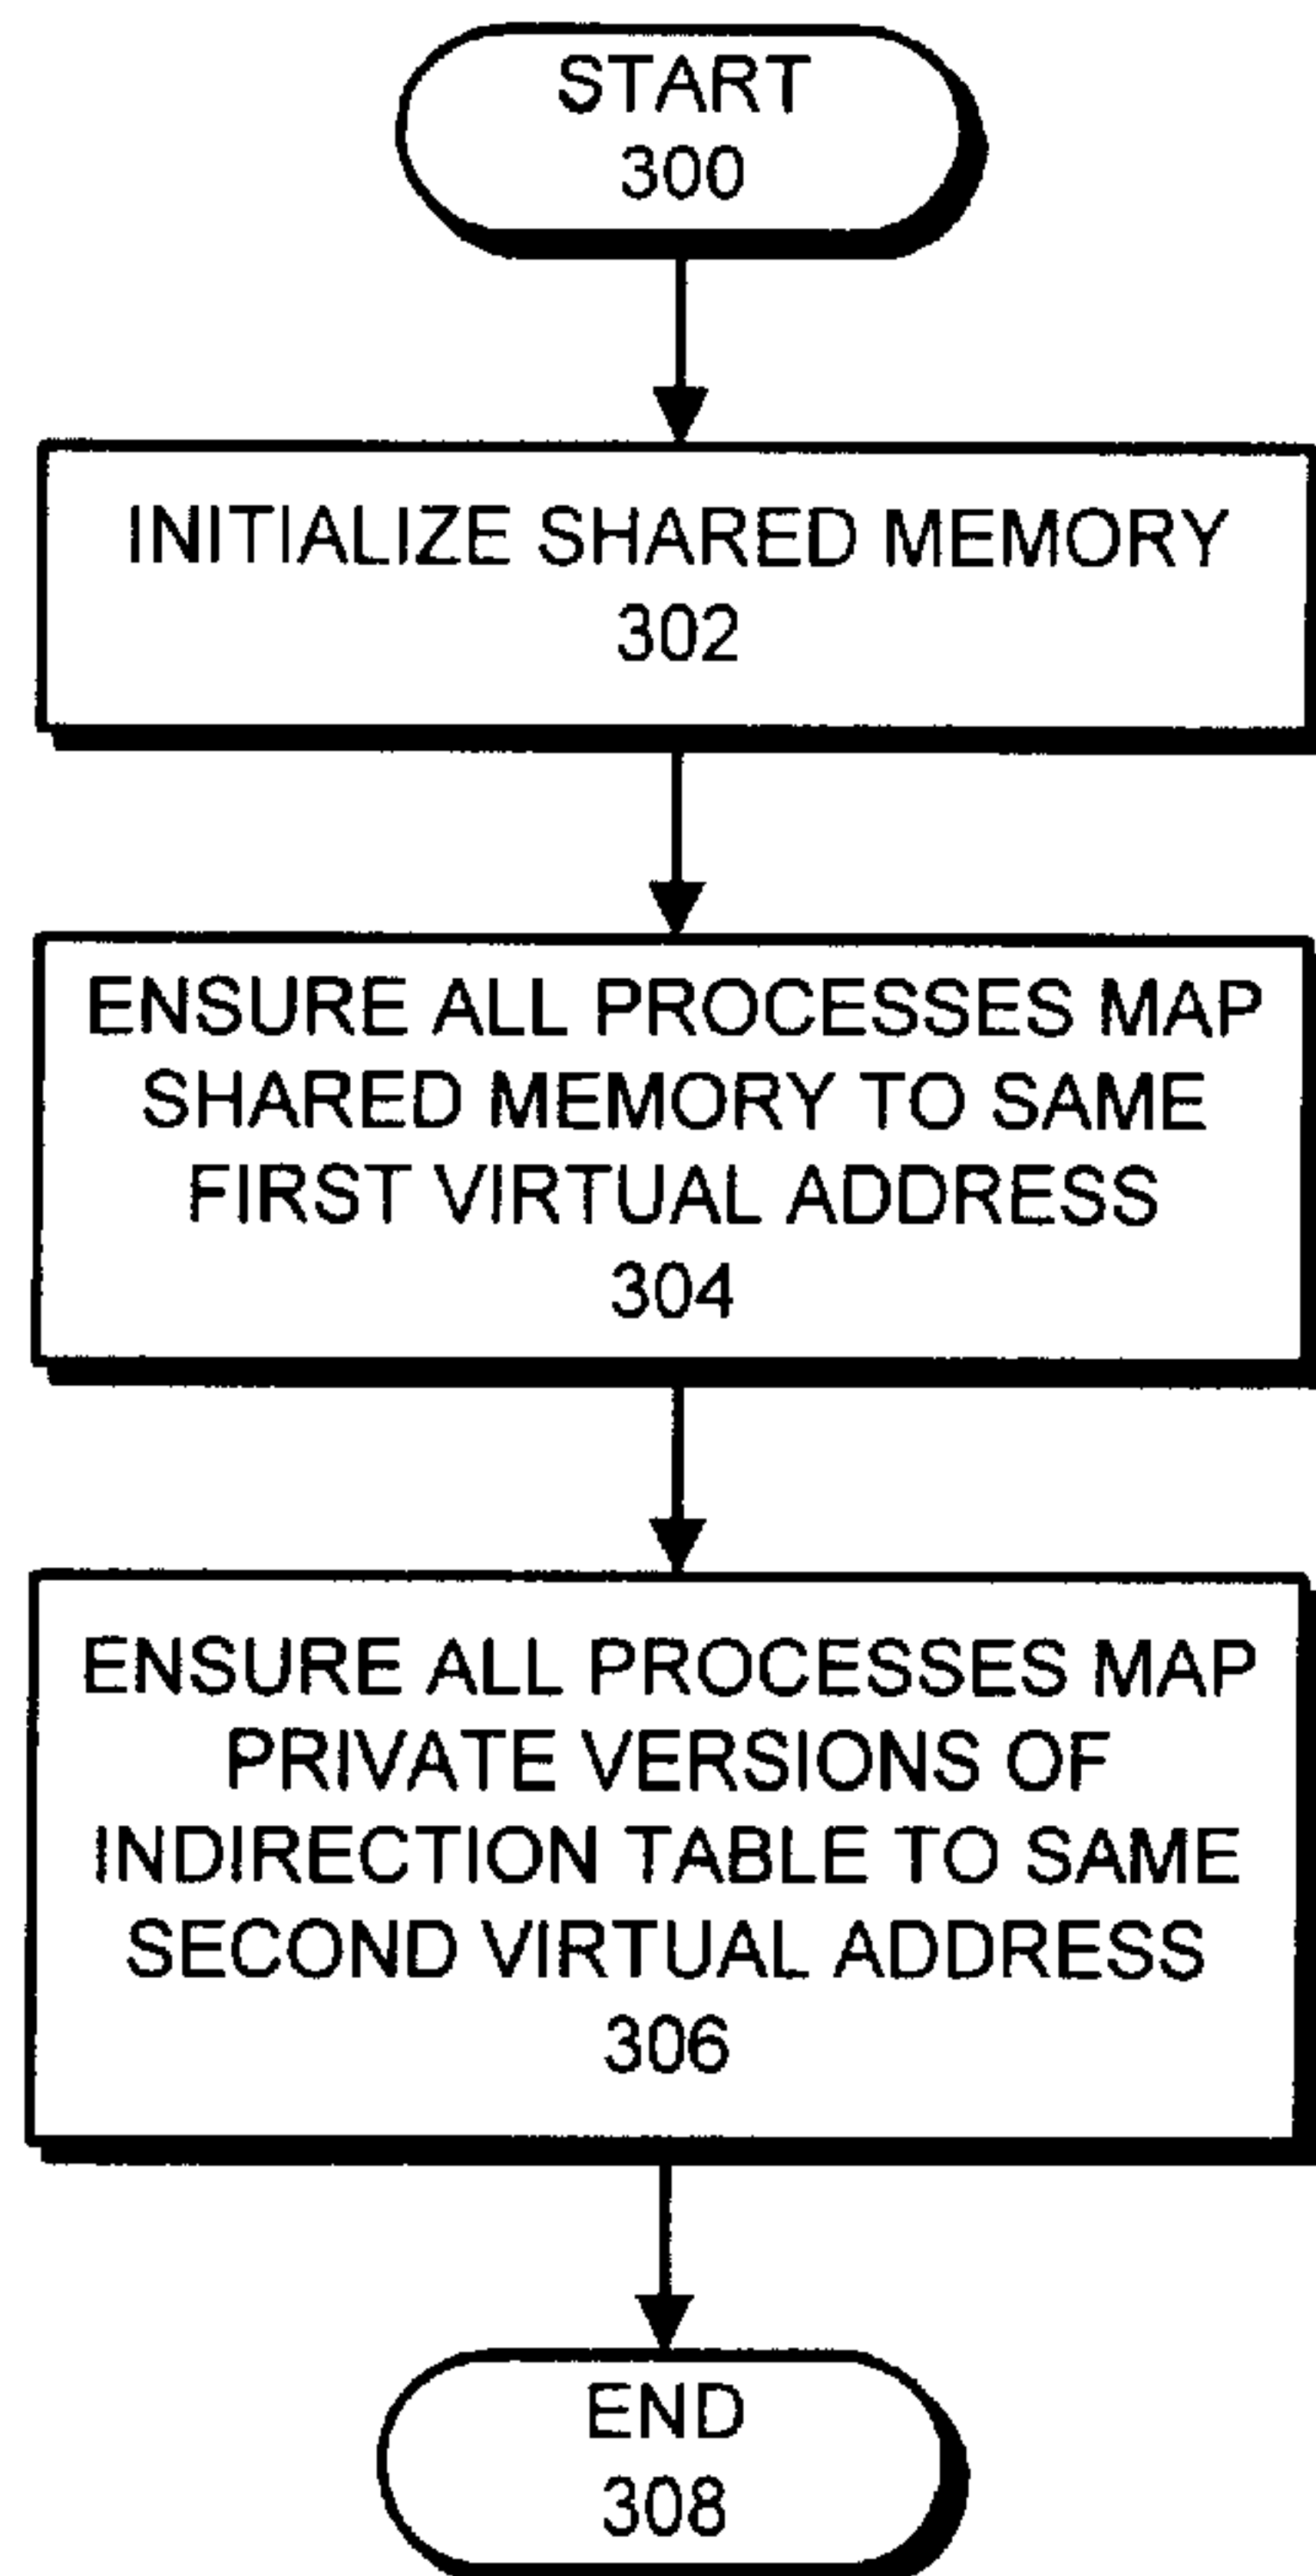 START
300
INITIALIZE SHARED MEMORY
302
ENSURE ALL PROCESSES MAP
SHARED MEMORY TO SAME
FIRST VIRTUAL ADDRESS
304
ENSURE ALL PROCESSES MAP
PRIVATE VERSIONS OF
INDIRECTION TABLE TO SAME
SECOND VIRTUAL ADDRESS
306
END
308